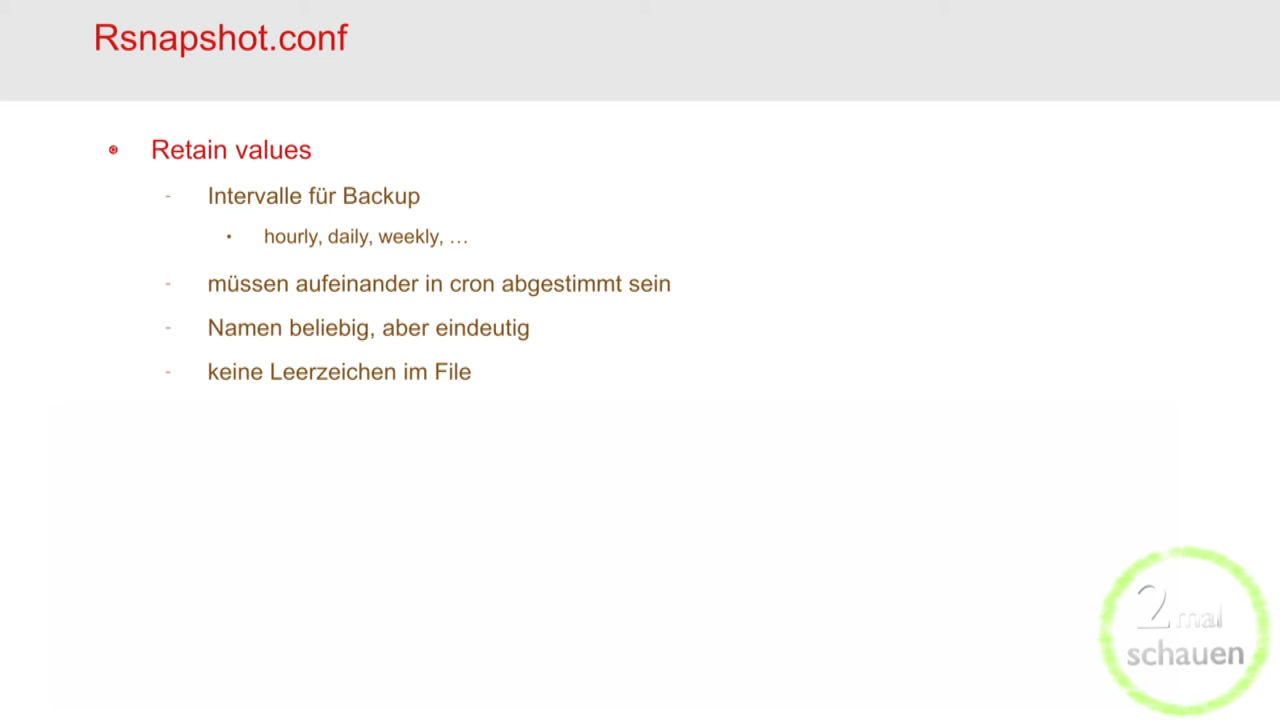 Rsnapshot.conf
Retain values
- Intervalle für Backup
• hourly, daily, weekly, …
- müssen aufeinander in cron abgestimmt sein
- Namen beliebig, aber eindeutig
- keine Leerzeichen im File
2 mal
schauen